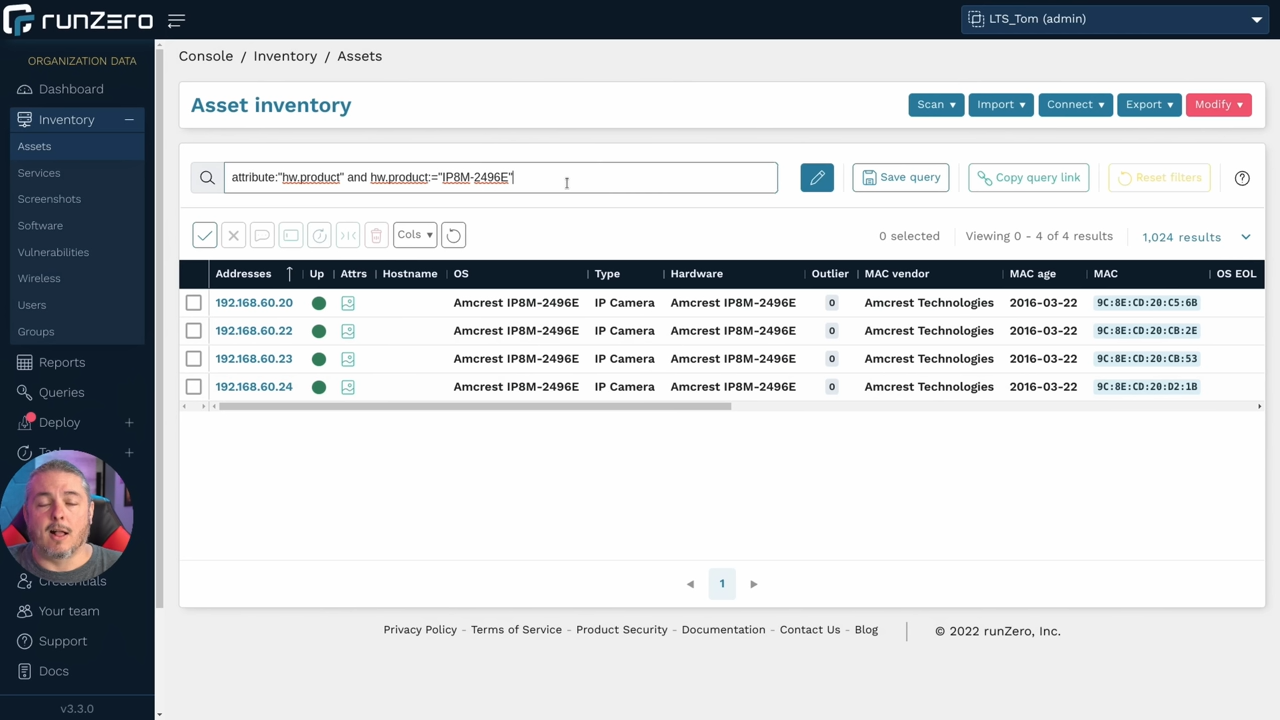 runZero
LTS_Tom (admin)
ORGANIZATION DATA
Dashboard
Inventory
Assets
Services
Screenshots
Software
Vulnerabilities
Wireless
Users
Groups
Reports
Queries
Deploy
Credentials
Your team
Support
Docs
v3.3.0
Console / Inventory / Assets
Asset inventory
Scan Import Connect Export Modify
attribute:"hw.product" and hw.product:="IP8M-2496E"
Save query Copy query link Reset filters
Cols 0 selected Viewing 0 - 4 of 4 results 1,024 results
Addresses Up Attrs Hostname OS Type Hardware Outlier MAC vendor MAC age MAC OS EOL
192.168.60.20 Amcrest IP8M-2496E IP Camera Amcrest IP8M-2496E 0 Amcrest Technologies 2016-03-22 9C:8E:CD:20:C5:6B
192.168.60.22 Amcrest IP8M-2496E IP Camera Amcrest IP8M-2496E 0 Amcrest Technologies 2016-03-22 9C:8E:CD:20:CB:2E
192.168.60.23 Amcrest IP8M-2496E IP Camera Amcrest IP8M-2496E 0 Amcrest Technologies 2016-03-22 9C:8E:CD:20:CB:53
192.168.60.24 Amcrest IP8M-2496E IP Camera Amcrest IP8M-2496E 0 Amcrest Technologies 2016-03-22 9C:8E:CD:20:D2:1B
1
Privacy Policy - Terms of Service - Product Security - Documentation - Contact Us - Blog © 2022 runZero, Inc.